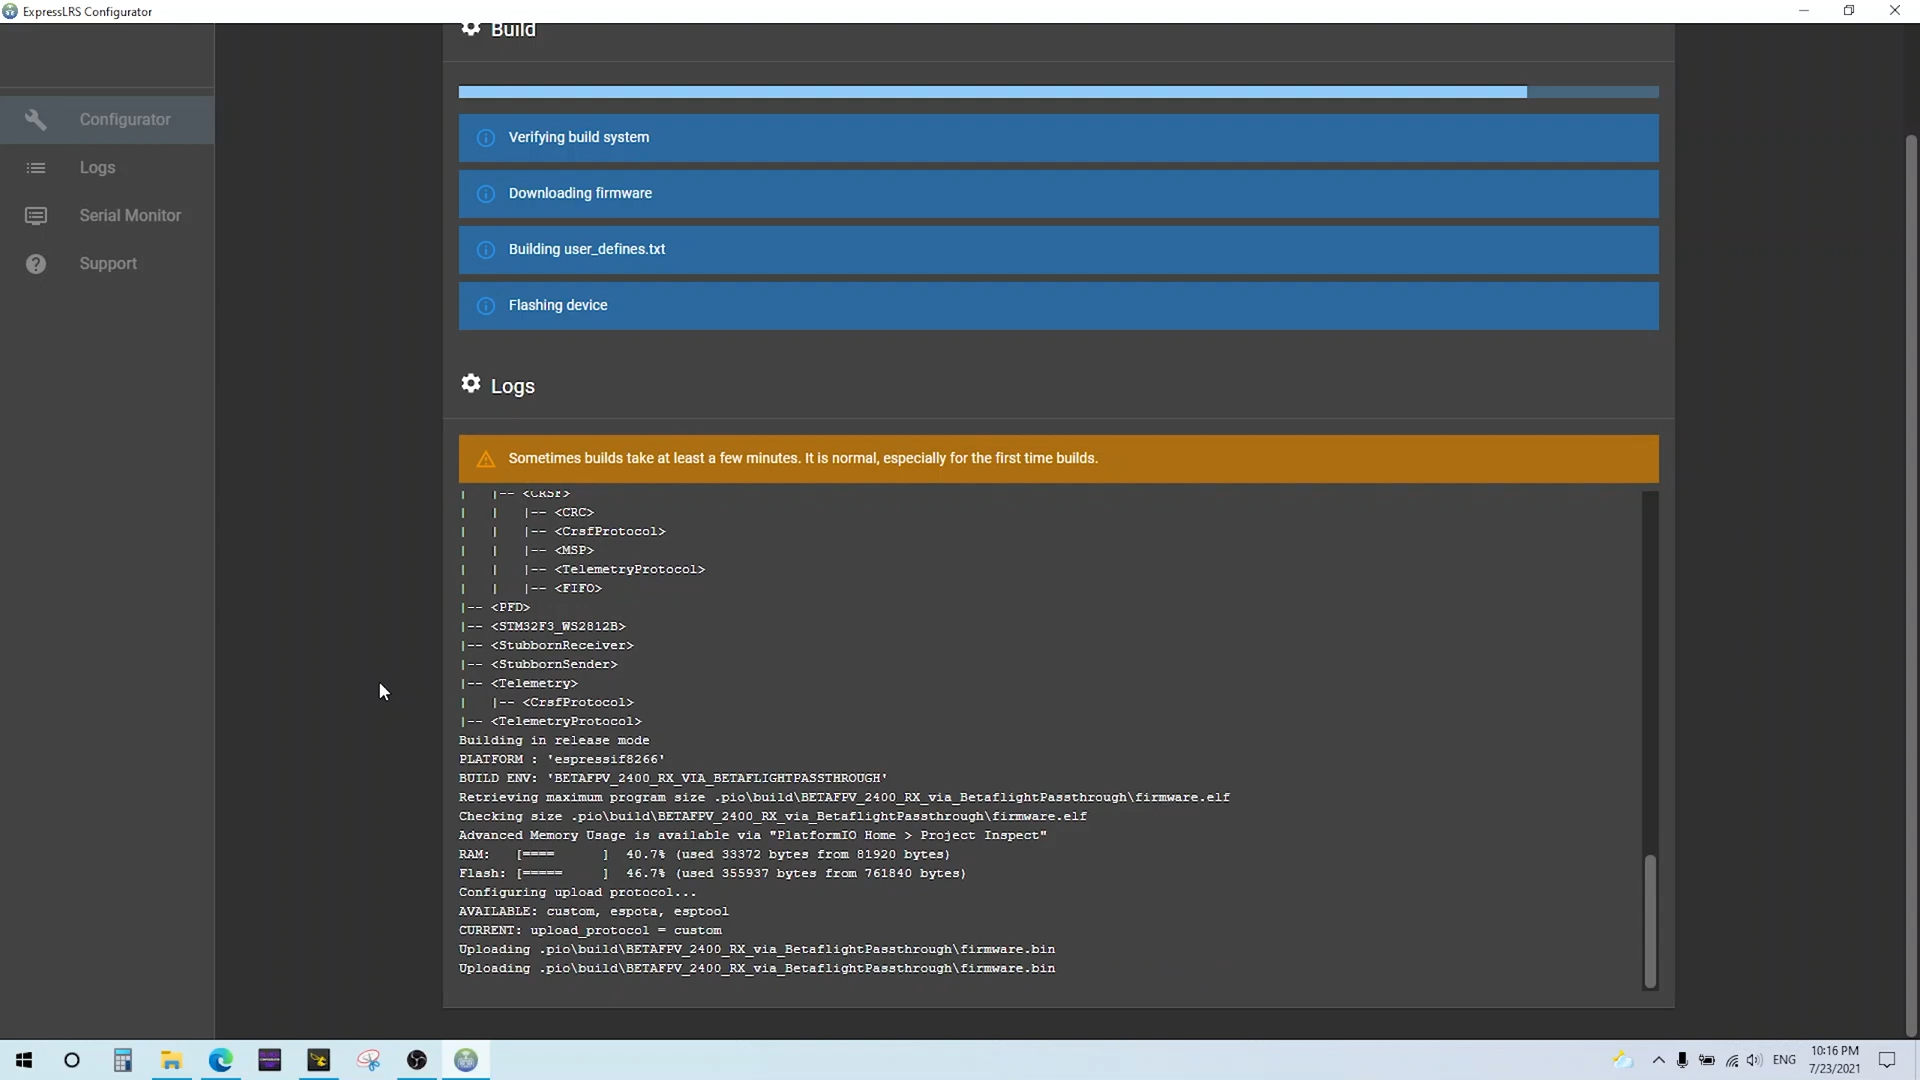 ExpressLRS Configurator
Build
Configurator
Logs
Serial Monitor
Support
Verifying build system
Downloading firmware
Building user_defines.txt
Flashing device
Logs
Sometimes builds take at least a few minutes. It is normal, especially for the first time builds.
|   |-- <CRSF>
|   |   |-- <CRC>
|   |   |-- <CrsfProtocol>
|   |   |-- <MSP>
|   |   |-- <TelemetryProtocol>
|   |   |-- <FIFO>
|-- <PFD>
|-- <STM32F3_WS2812B>
|-- <StubbornReceiver>
|-- <StubbornSender>
|-- <Telemetry>
|   |-- <CrsfProtocol>
|-- <TelemetryProtocol>
Building in release mode
PLATFORM : 'espressif8266'
BUILD ENV: 'BETAFPV_2400_RX_VIA_BETAFLIGHTPASSTHROUGH'
Retrieving maximum program size .pio\build\BETAFPV_2400_RX_via_BetaflightPassthrough\firmware.elf
Checking size .pio\build\BETAFPV_2400_RX_via_BetaflightPassthrough\firmware.elf
Advanced Memory Usage is available via "PlatformIO Home > Project Inspect"
RAM:   [====      ]  40.7% (used 33372 bytes from 81920 bytes)
Flash: [=====     ]  46.7% (used 355937 bytes from 761840 bytes)
Configuring upload protocol...
AVAILABLE: custom, espota, esptool
CURRENT: upload_protocol = custom
Uploading .pio\build\BETAFPV_2400_RX_via_BetaflightPassthrough\firmware.bin
Uploading .pio\build\BETAFPV_2400_RX_via_BetaflightPassthrough\firmware.bin
ENG
10:16 PM
7/23/2021